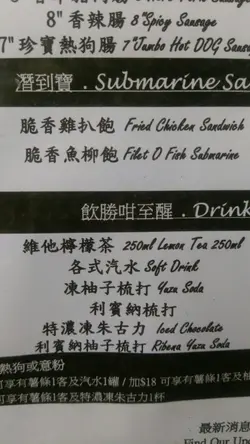 8" 香辣腸 8"Spicy Sausage
7" 珍寶熱狗腸 7"Jumbo Hot DOG Sausag
潛到寶 . Submarine Sa
脆香雞扒飽 Fried Chicken Sandwich
脆香魚柳飽 Filet O Fish Submarine
飲勝咁至醒 . Drink
維他檸檬茶 250ml Lemon Tea 250ml
各式汽水 Soft Drink
凍柚子梳打 Yuzu Soda
利賓納梳打
特濃凍朱古力 Iced Chocolate
利賓納柚子梳打 Ribena Yuzu Soda
熱狗或意粉
可享有薯條1客及汽水1罐 / 加$18 可享有薯條1客及
可享有薯條1客及特濃凍朱古力1杯
最新消息
Find Our Up